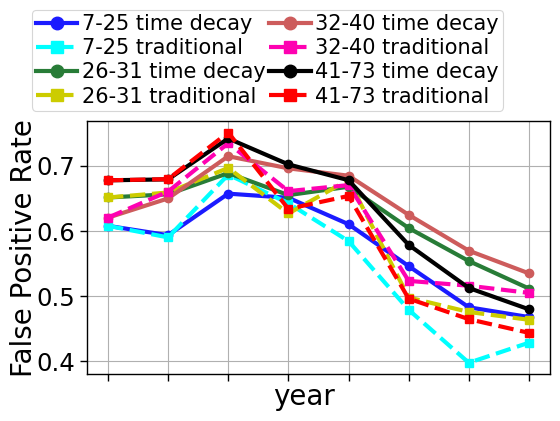 7-25 time decay
7-25 traditional
26-31 time decay
26-31 traditional
32-40 time decay
32-40 traditional
41-73 time decay
41-73 traditional
False Positive Rate
0.7
0.6
0.5
0.4
year